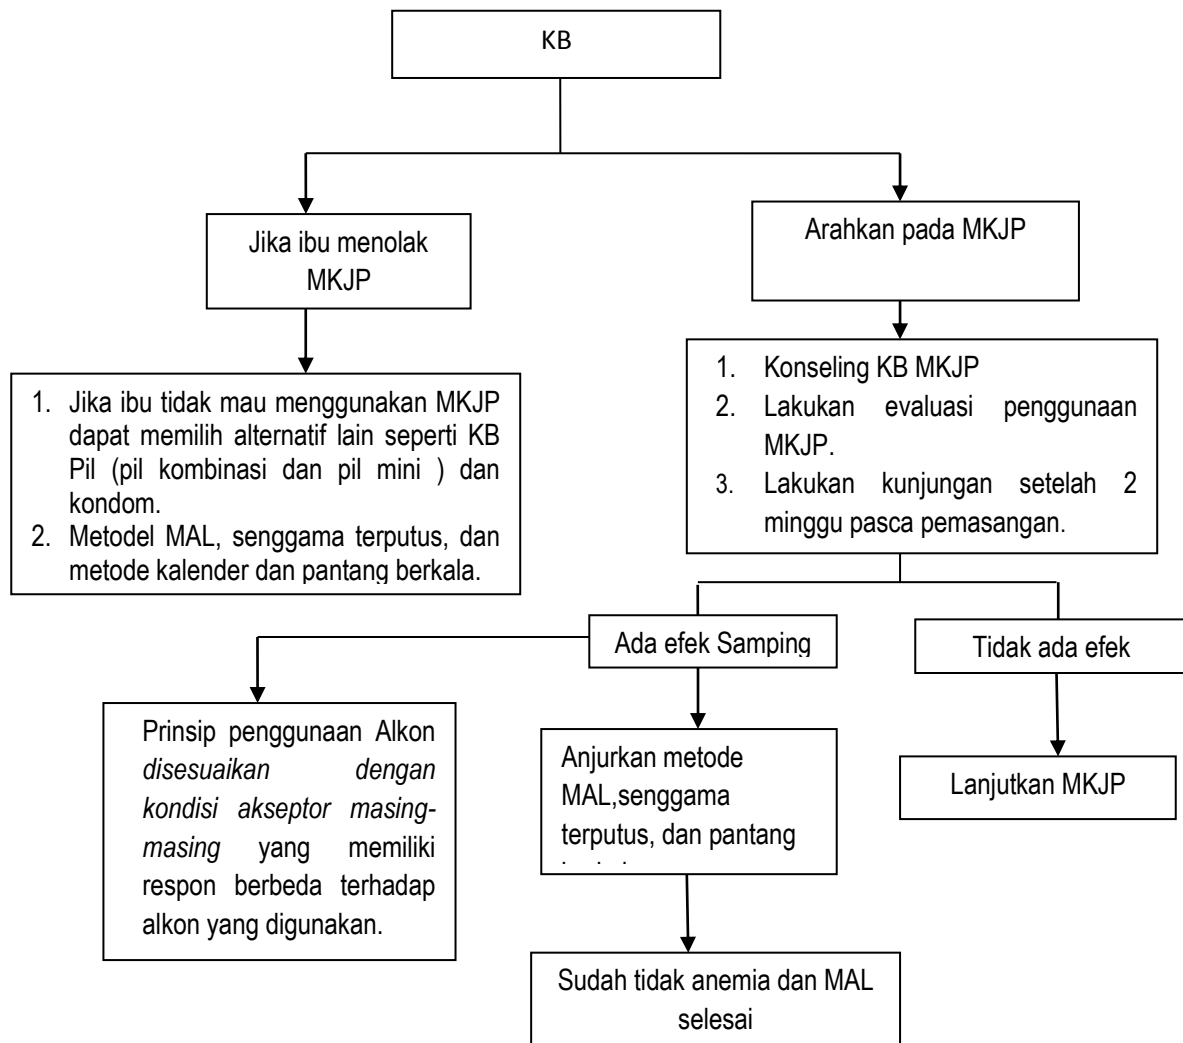 KB
Jika ibu menolak
MKJP
Arahkan pada MKJP
1. Jika ibu tidak mau menggunakan MKJP
dapat memilih alternatif lain seperti KB
Pil (pil kombinasi dan pil mini ) dan
kondom.
2. Metodel MAL, senggama terputus, dan
metode kalender dan pantang berkala.
1. Konseling KB MKJP
2. Lakukan evaluasi penggunaan
MKJP.
3. Lakukan kunjungan setelah 2
minggu pasca pemasangan.
Ada efek Samping
Tidak ada efek
Prinsip penggunaan Alkon
disesuaikan dengan
kondisi akseptor masing-
masing yang memiliki
respon berbeda terhadap
alkon yang digunakan.
Anjurkan metode
MAL,senggama
terputus, dan pantang
Lanjutkan MKJP
Sudah tidak anemia dan MAL
selesai